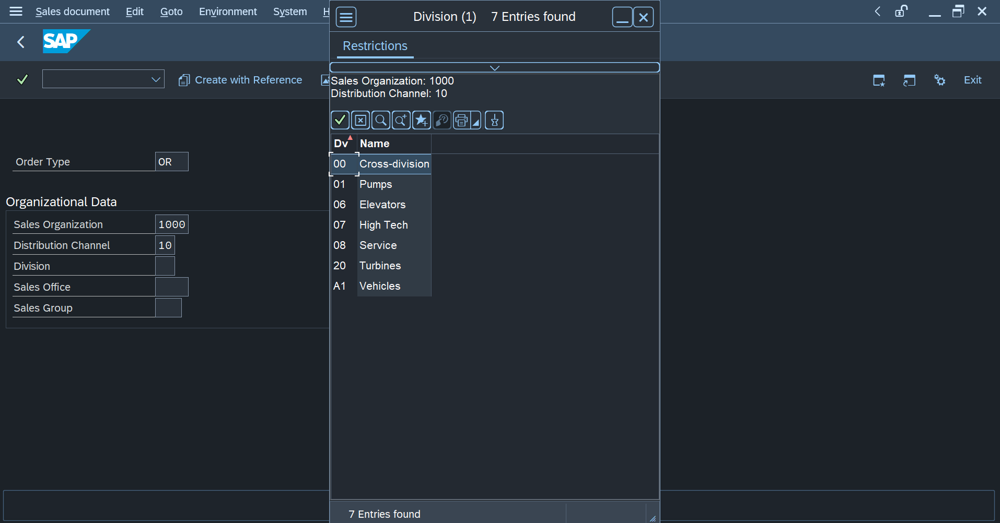 Sales document Edit Goto Environment System
Division (1) 7 Entries found
SAP
Restrictions
Create with Reference
Exit
Sales Organization: 1000
Distribution Channel: 10
Dv Name
00 Cross-division
01 Pumps
06 Elevators
07 High Tech
08 Service
20 Turbines
A1 Vehicles
Order Type OR
Organizational Data
Sales Organization 1000
Distribution Channel 10
Division
Sales Office
Sales Group
7 Entries found